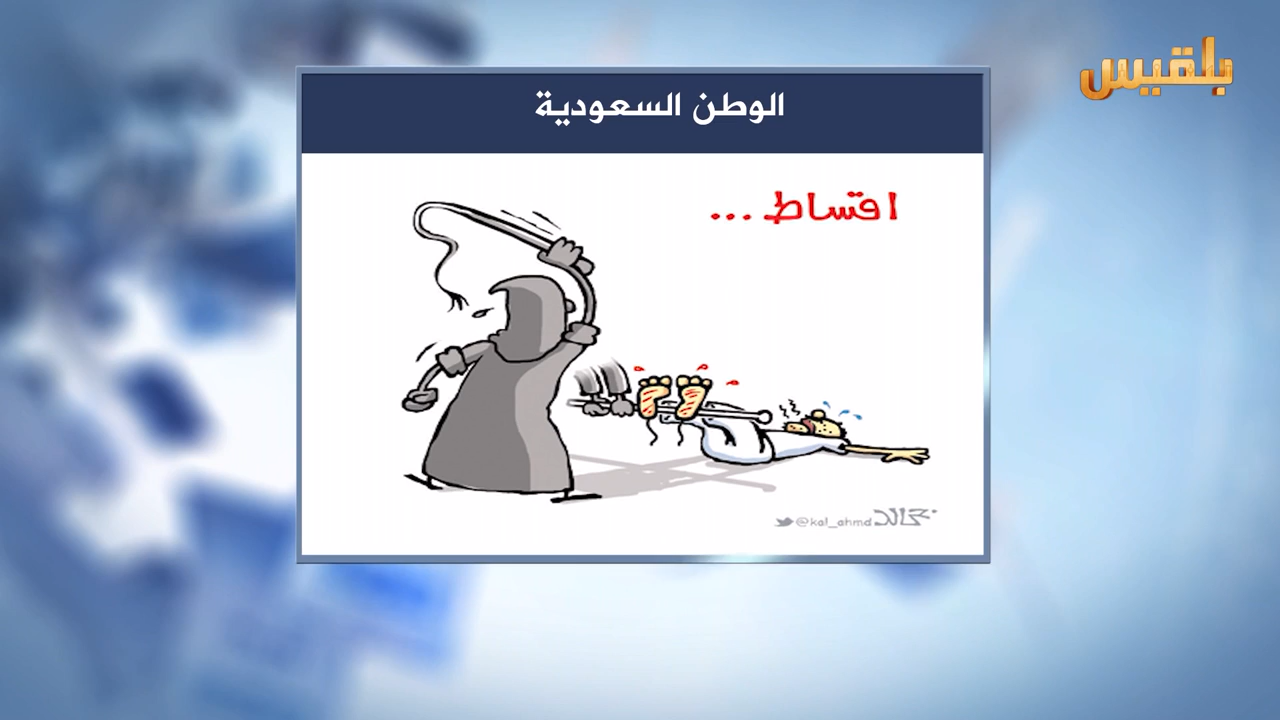 بلقيس
الوطن السعودية
اقساط ...
@kal_ahmd خالد